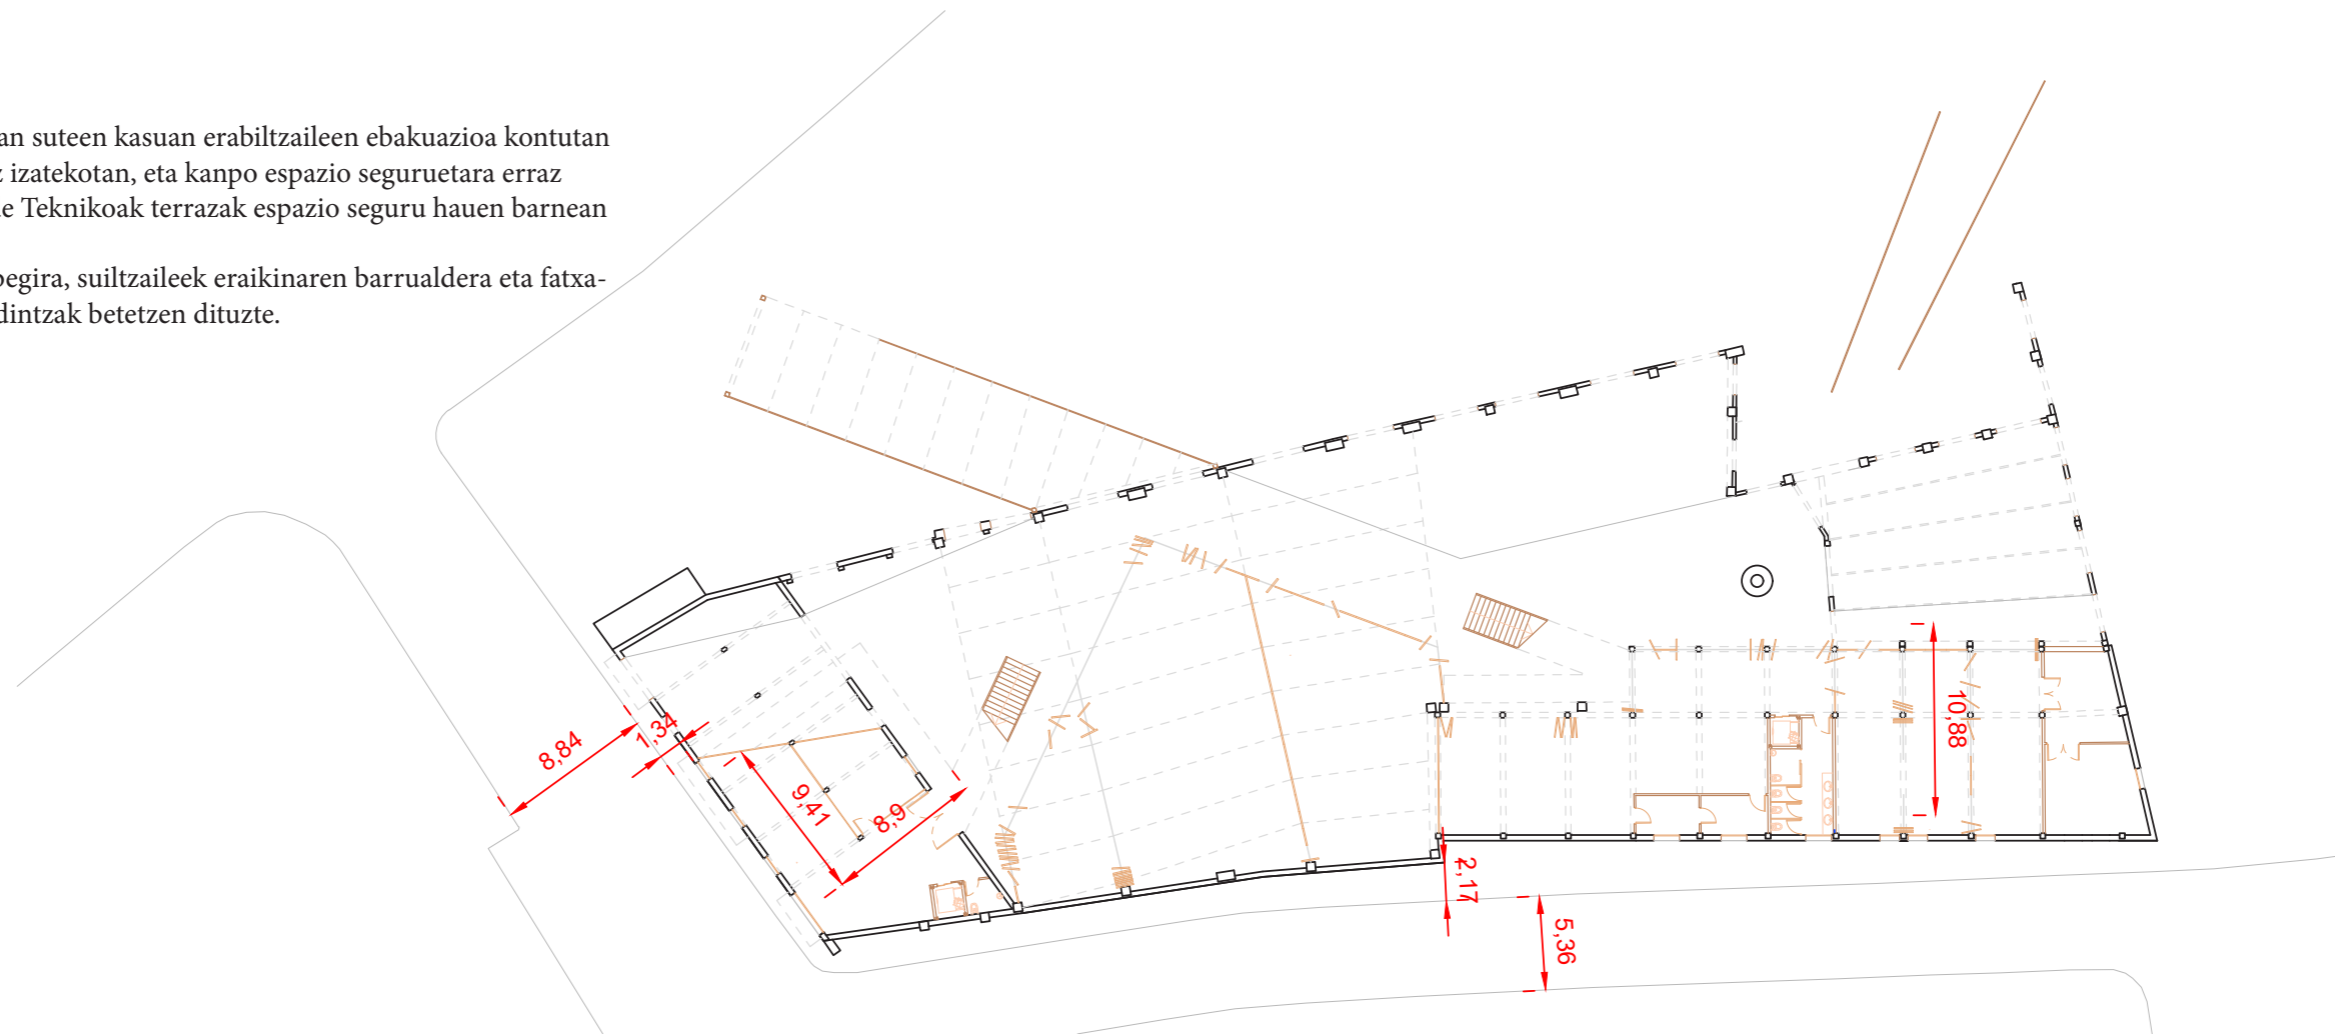 an suteen kasuan erabiltzaileen ebakuazioa kontutan
z izatekotan, eta kanpo espazio seguruetara erraz
e Teknikoak terrazak espazio seguru hauen barnean
begira, suiltzaileek eraikinaren barrualdera eta fatxa-
dintzak betetzen dituzte.
8,84
1,34
9,41
8,9
10,88
2,17
5,36